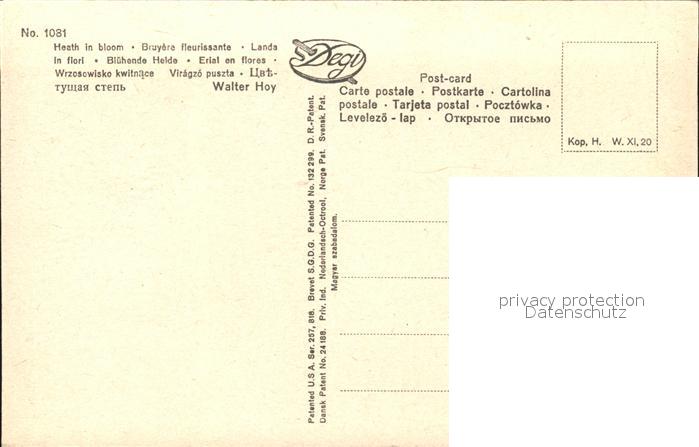 No. 1081
Heath in bloom · Bruyère fleurissante · Landa
in fiori · Blühende Heide · Erial en flores ·
Wrzosowisko kwitnące Virágzó puszta · Цвѣ-
тущая степь Walter Hoy
Degi
Post-card
Carte postale · Postkarte · Cartolina
postale · Tarjeta postal · Pocztówka ·
Levelező-lap · Открытое письмо
Kop, H. W. XI, 20
Patented U.S.A. Ser. 257, 818. Brevet S.G.D.G. Patented No. 132 299. D. R.-Patent.
Dansk Patent No. 24 188. Priv. Ind. Nederlandsch-Octrooi, Norge Pat. Svensk. Pat.
Magyar szabadalom.
privacy protection
Datenschutz